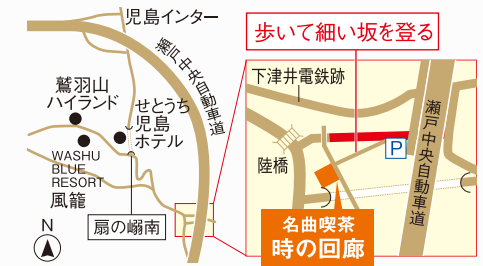 児島インター
瀬戸中央自動車道
鷲羽山
ハイランド
せとうち
児島
ホテル
WASHU
BLUE
RESORT
風籠
扇の嵶南
N
歩いて細い坂を登る
下津井電鉄跡
陸橋
P
瀬戸中央自動車道
名曲喫茶
時の回廊